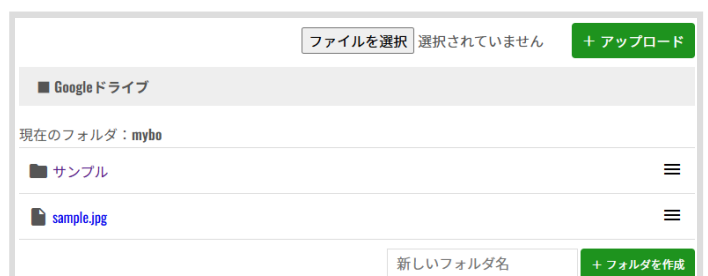 ファイルを選択 選択されていません + アップロード
■ Googleドライブ
現在のフォルダ：mybo
サンプル
sample.jpg
新しいフォルダ名 + フォルダを作成